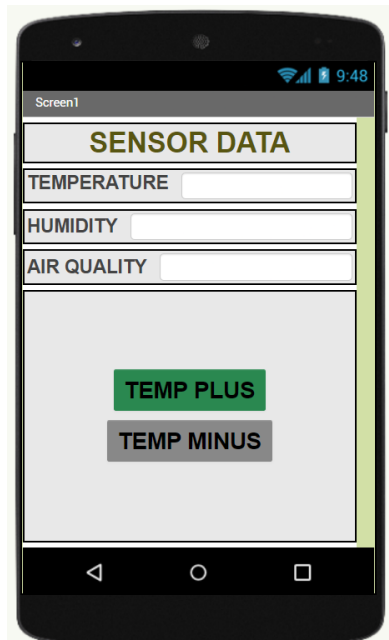 9:48
Screen1
SENSOR DATA
TEMPERATURE
HUMIDITY
AIR QUALITY
TEMP PLUS
TEMP MINUS